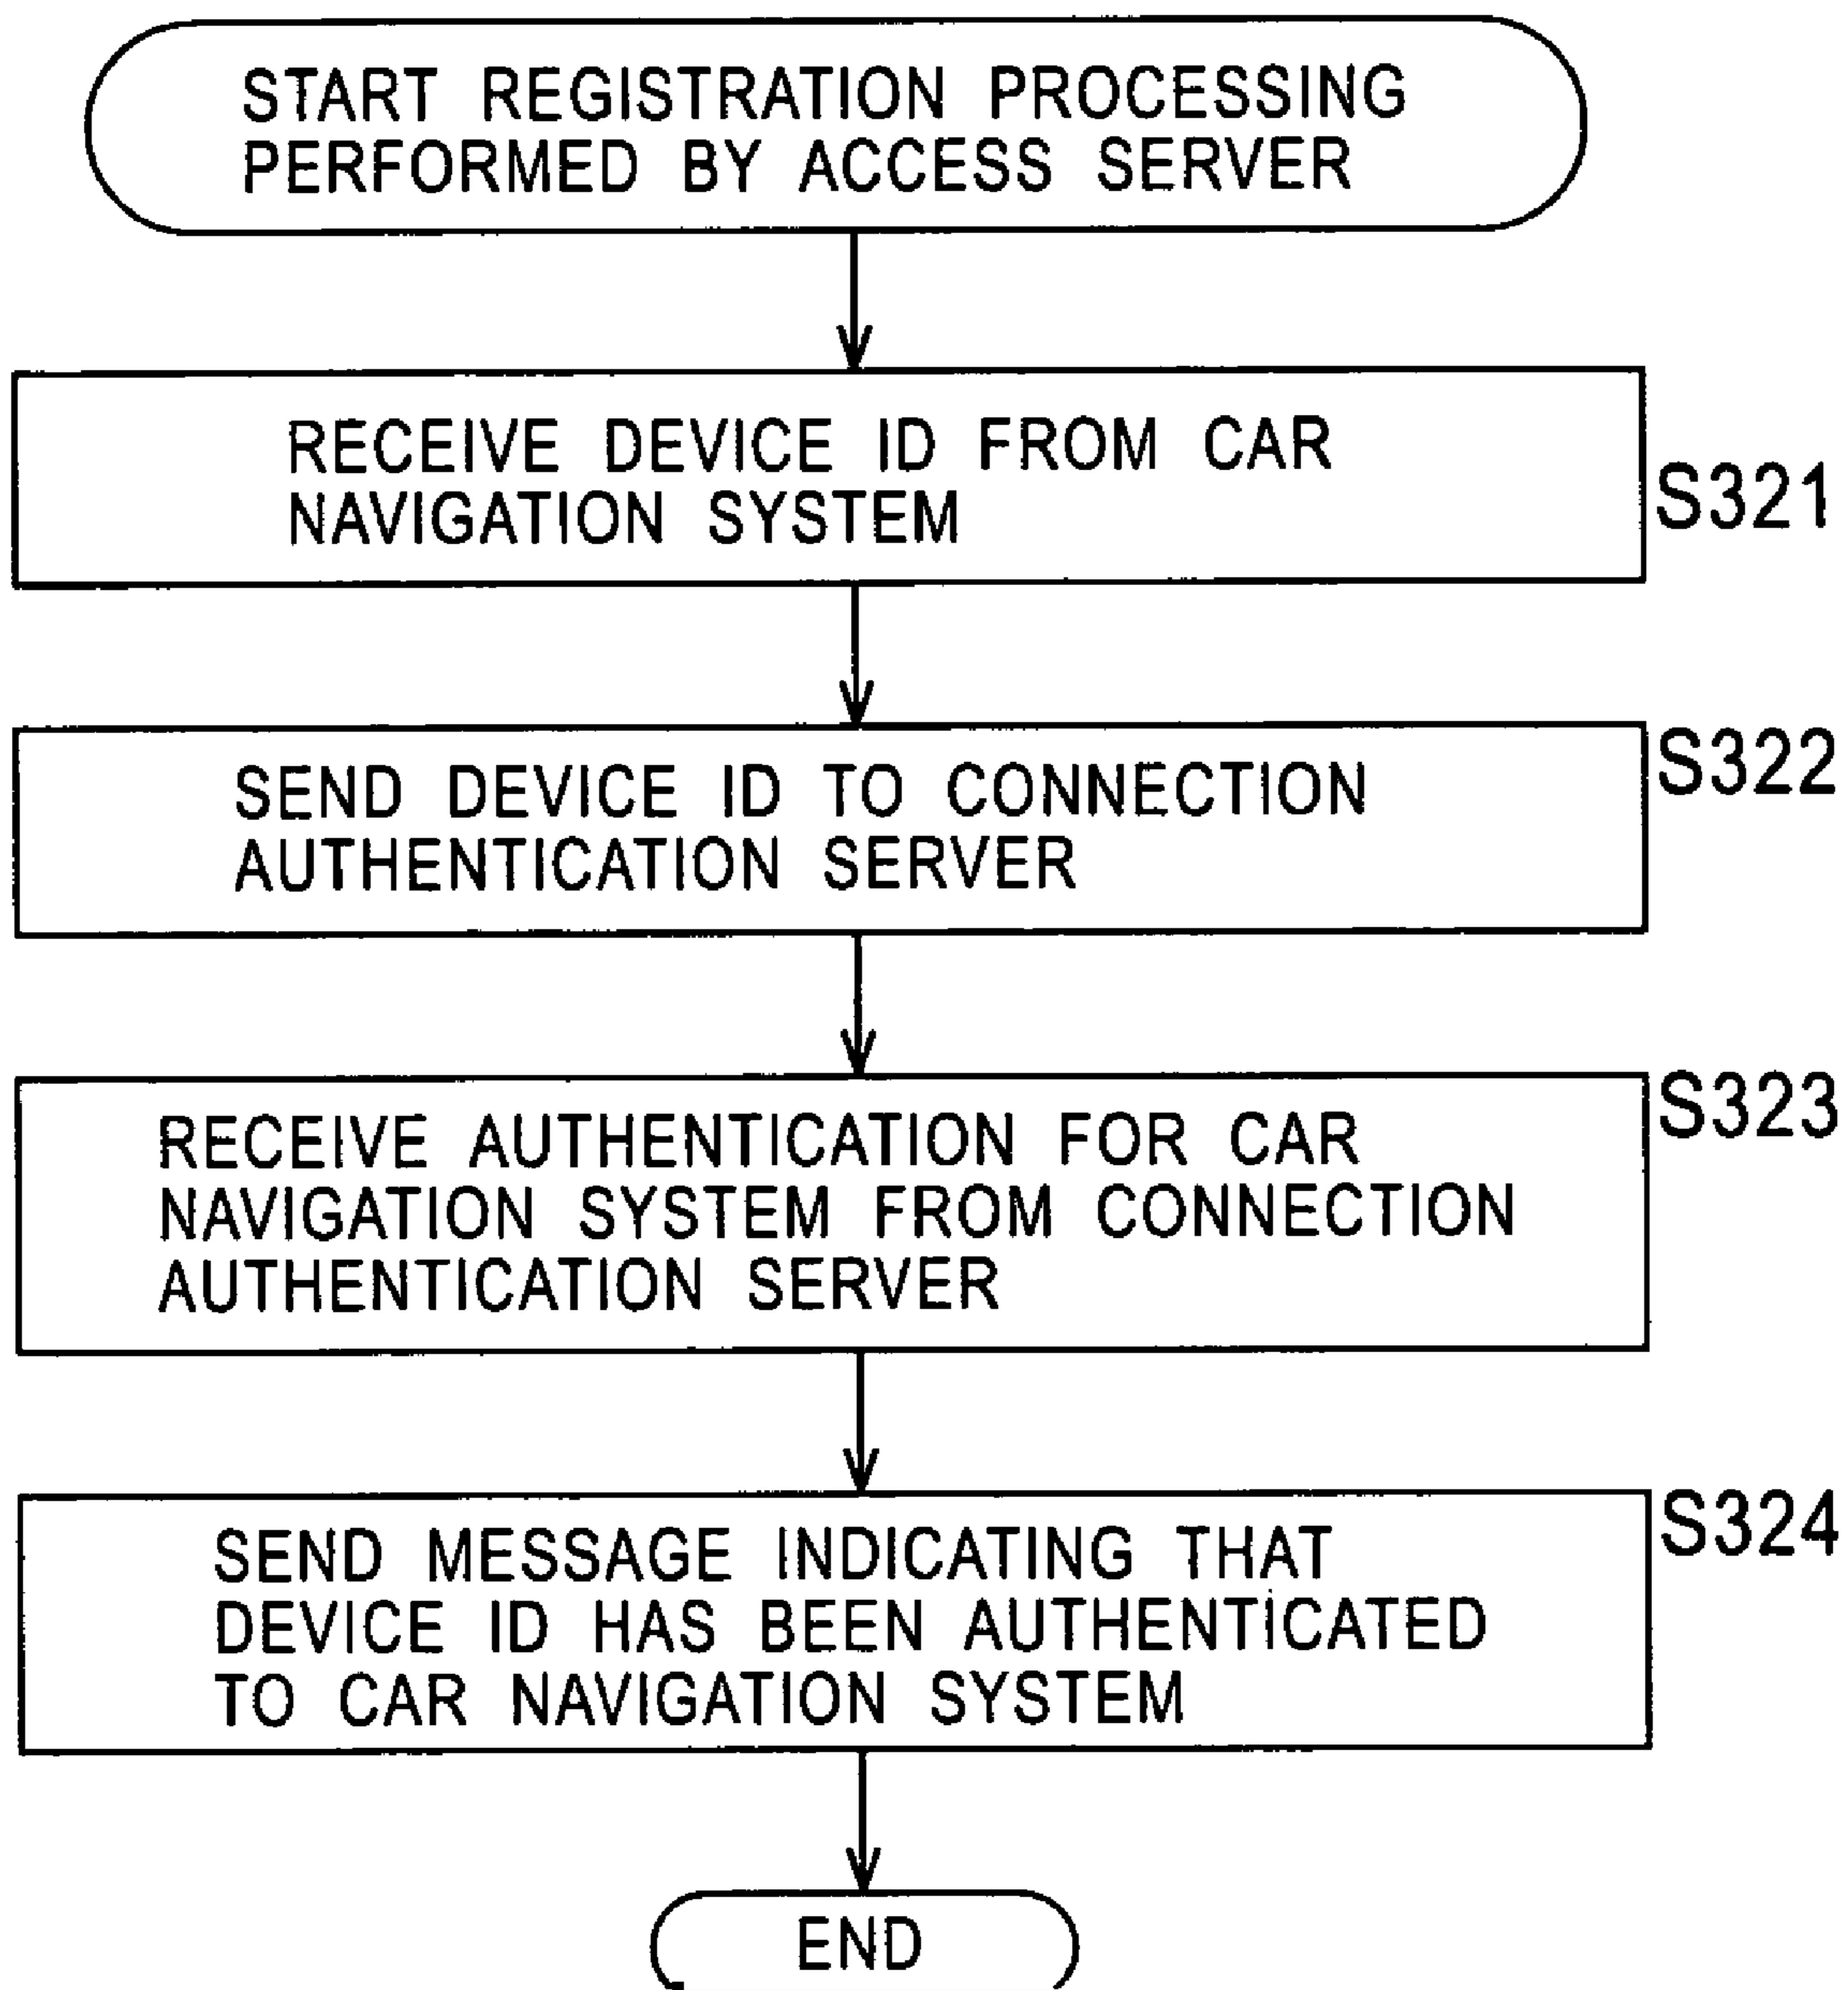 START REGISTRATION PROCESSING
PERFORMED BY ACCESS SERVER
RECEIVE DEVICE ID FROM CAR
NAVIGATION SYSTEM
S321
SEND DEVICE ID TO CONNECTION
AUTHENTICATION SERVER
S322
RECEIVE AUTHENTICATION FOR CAR
NAVIGATION SYSTEM FROM CONNECTION
AUTHENTICATION SERVER
S323
SEND MESSAGE INDICATING THAT
DEVICE ID HAS BEEN AUTHENTICATED
TO CAR NAVIGATION SYSTEM
S324
END